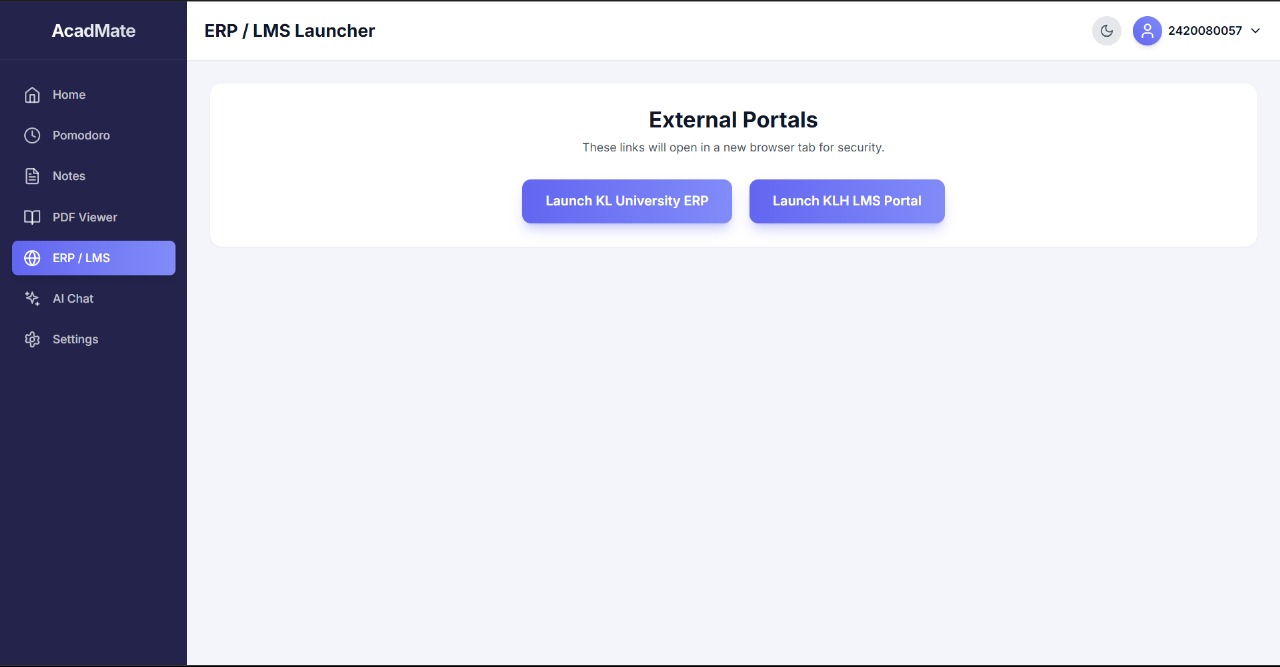 AcadMate
ERP / LMS Launcher
2420080057
Home
Pomodoro
Notes
PDF Viewer
ERP / LMS
AI Chat
Settings
External Portals
These links will open in a new browser tab for security.
Launch KL University ERP
Launch KLH LMS Portal